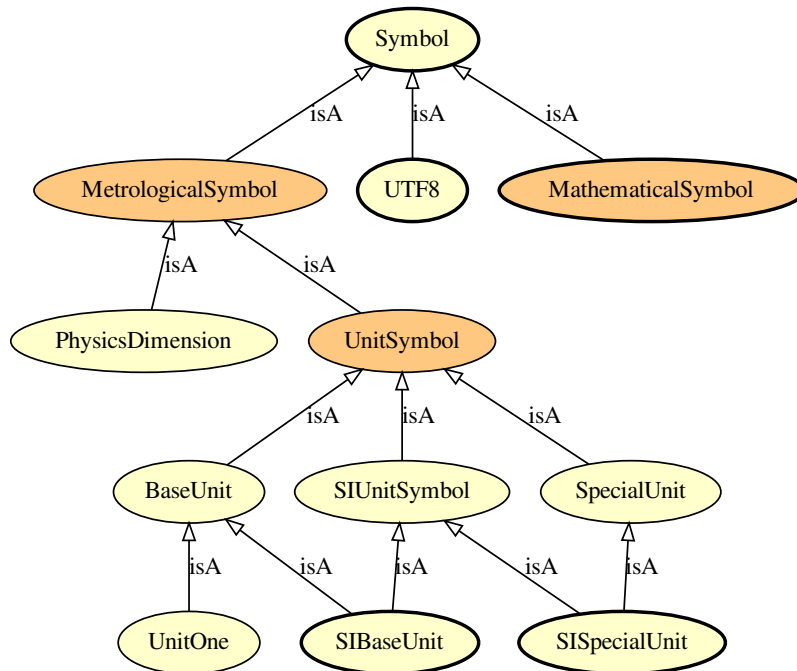 Symbol
isA isA isA
MetrologicalSymbol UTF8 MathematicalSymbol
isA isA
PhysicsDimension UnitSymbol
isA isA isA
BaseUnit SIUnitSymbol SpecialUnit
isA isA isA isA isA
UnitOne SIBaseUnit SISpecialUnit